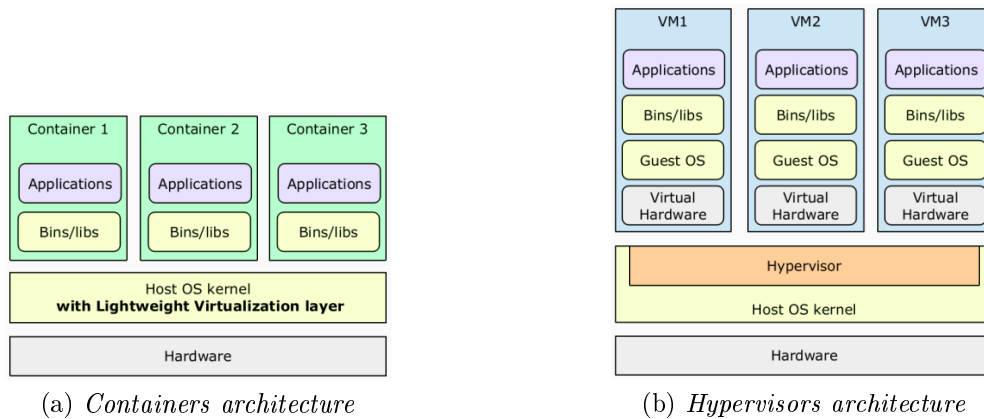 Container 1
Container 2
Container 3
Applications
Applications
Applications
Bins/libs
Bins/libs
Bins/libs
Host OS kernel
with Lightweight Virtualization layer
Hardware
(a) Containers architecture
VM1
VM2
VM3
Applications
Applications
Applications
Bins/libs
Bins/libs
Bins/libs
Guest OS
Guest OS
Guest OS
Virtual
Hardware
Virtual
Hardware
Virtual
Hardware
Hypervisor
Host OS kernel
Hardware
(b) Hypervisors architecture